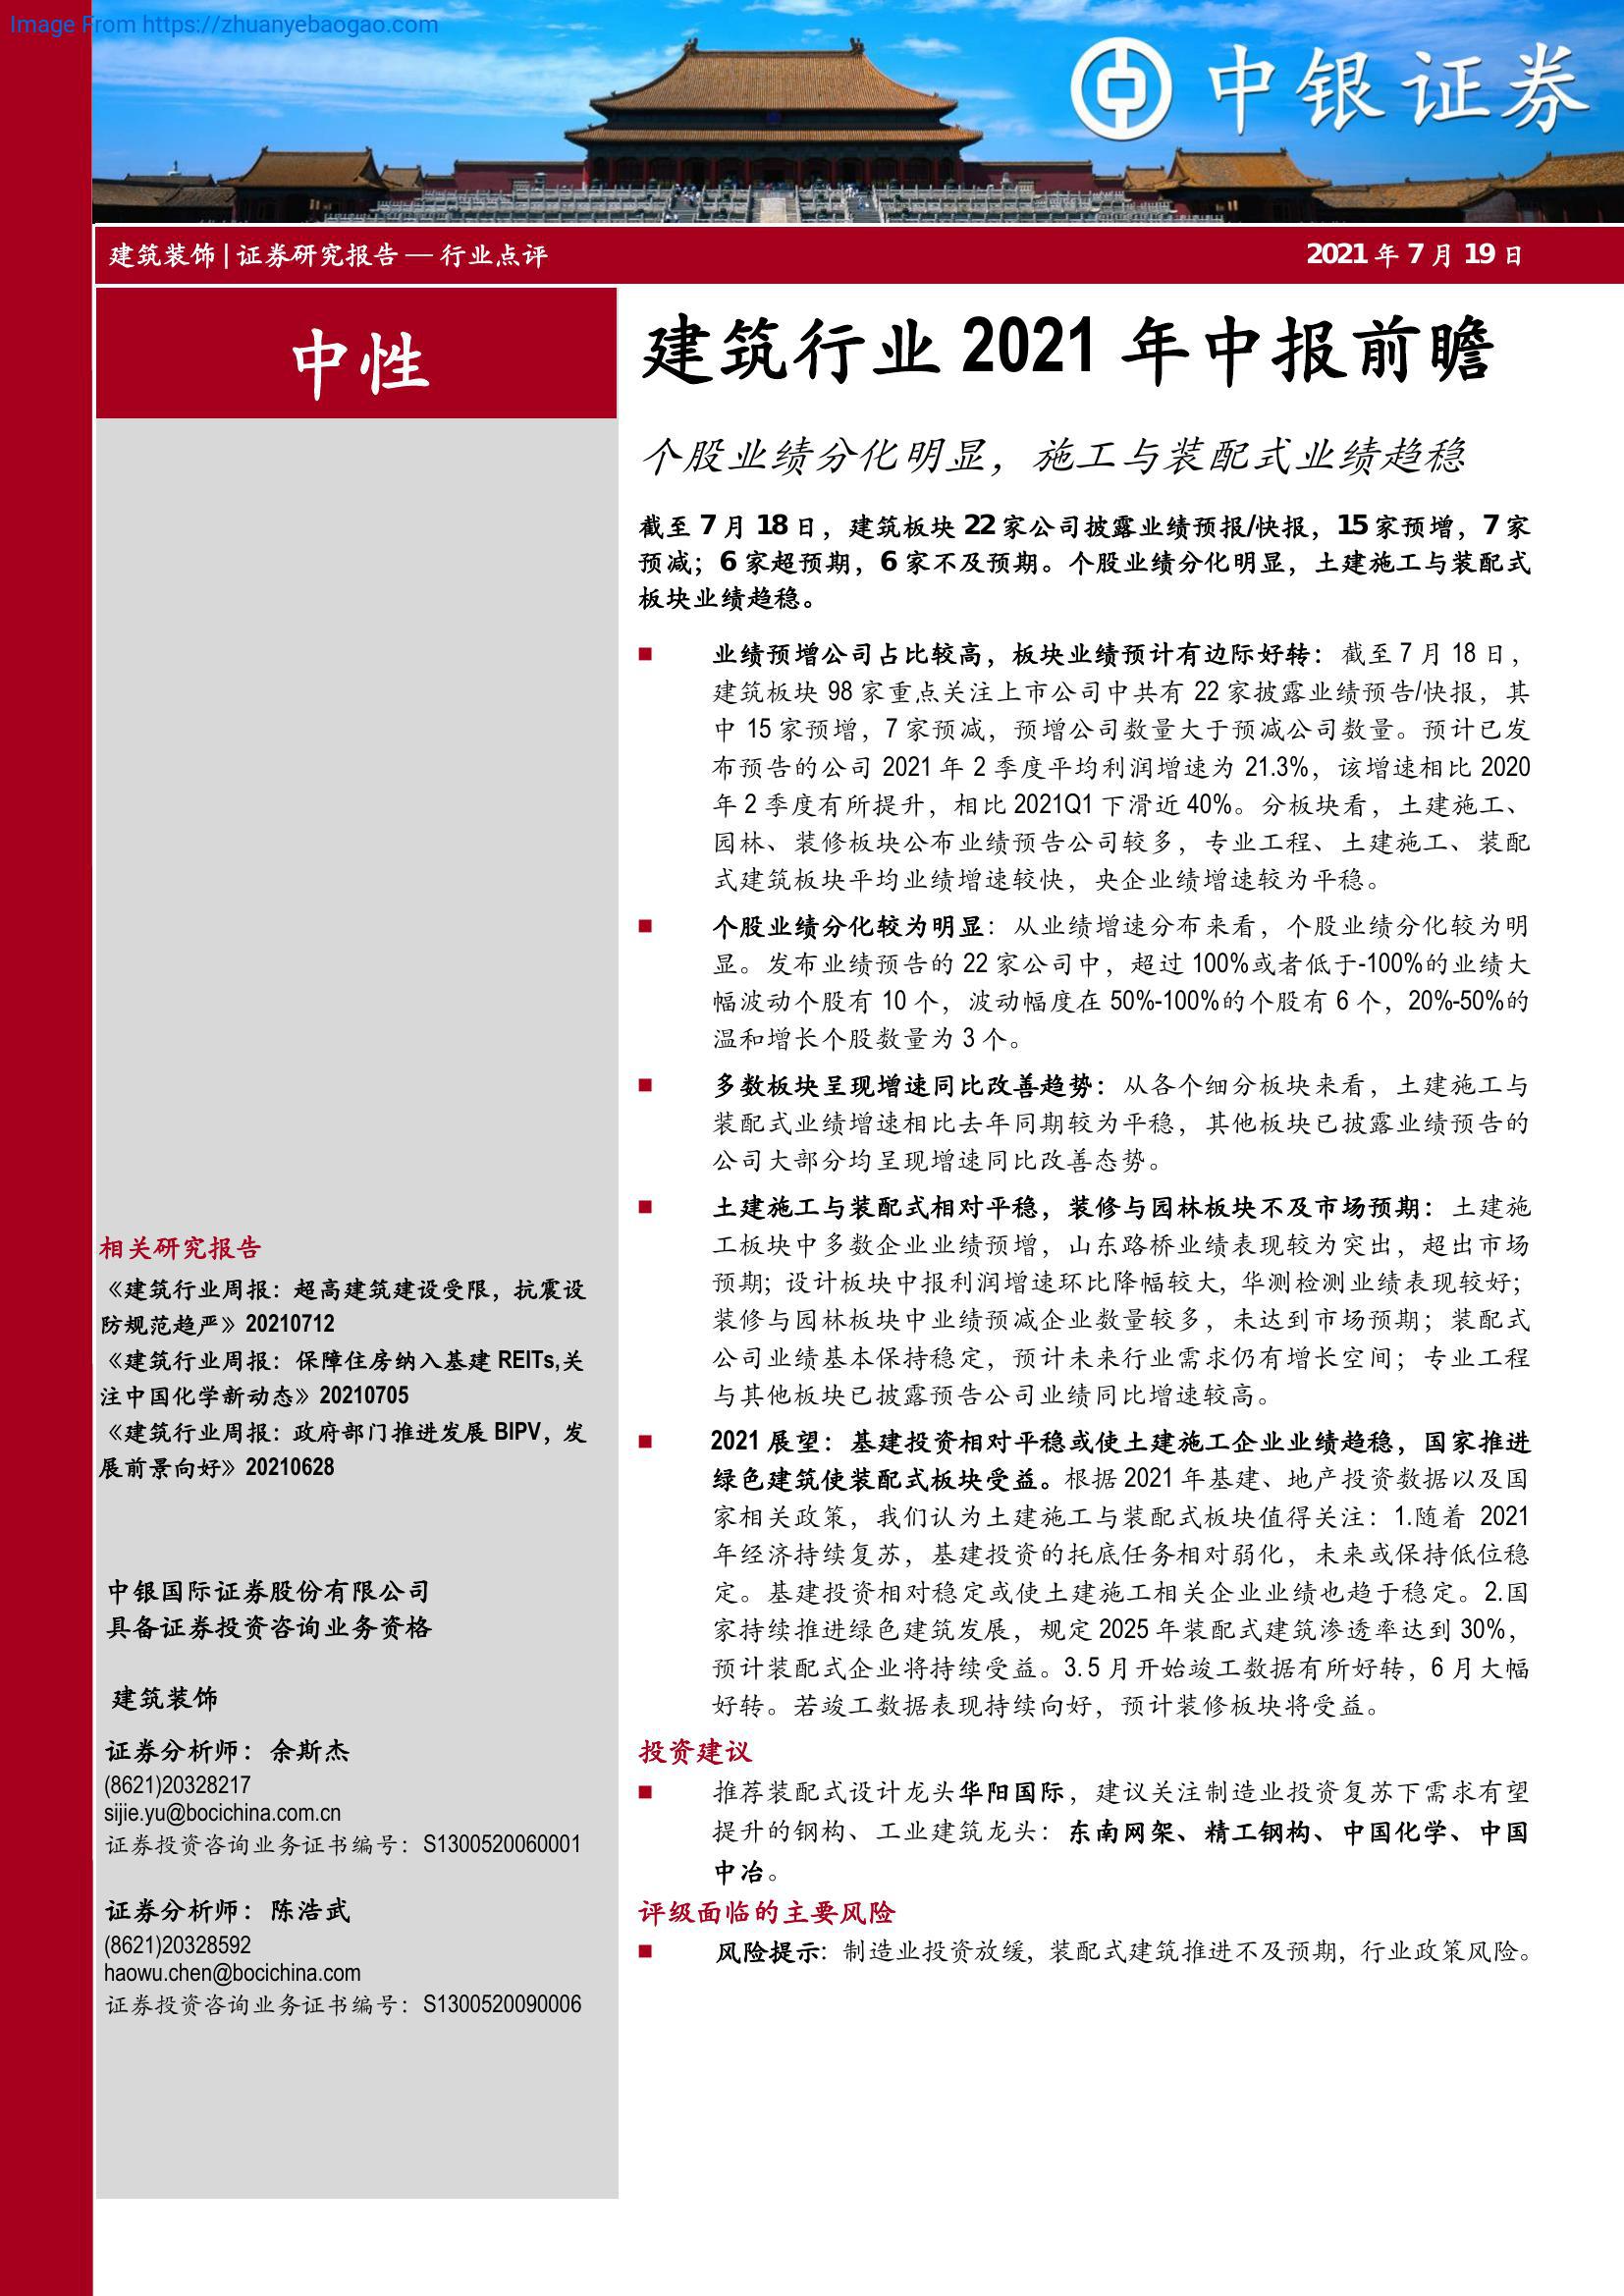 Image From https://zhuanyebaogao.com
中银证券
建筑装饰 | 证券研究报告 — 行业点评
2021 年 7 月 19 日
中性
建筑行业 2021 年中报前瞻
个股业绩分化明显，施工与装配式业绩趋稳
截至 7 月 18 日，建筑板块 22 家公司披露业绩预报/快报，15 家预增，7 家
预减；6 家超预期，6 家不及预期。个股业绩分化明显，土建施工与装配式
板块业绩趋稳。
■ 业绩预增公司占比较高，板块业绩预计有边际好转：截至 7 月 18 日，
建筑板块 98 家重点关注上市公司中共有 22 家披露业绩预告/快报，其
中 15 家预增，7 家预减，预增公司数量大于预减公司数量。预计已发
布预告的公司 2021 年 2 季度平均利润增速为 21.3%，该增速相比 2020
年 2 季度有所提升，相比 2021Q1 下滑近 40%。分板块看，土建施工、
园林、装修板块公布业绩预告公司较多，专业工程、土建施工、装配
式建筑板块平均业绩增速较快，央企业绩增速较为平稳。
■ 个股业绩分化较为明显：从业绩增速分布来看，个股业绩分化较为明
显。发布业绩预告的 22 家公司中，超过 100%或者低于-100%的业绩大
幅波动个股有 10 个，波动幅度在 50%-100%的个股有 6 个，20%-50%的
温和增长个股数量为 3 个。
■ 多数板块呈现增速同比改善趋势：从各个细分板块来看，土建施工与
装配式业绩增速相比去年同期较为平稳，其他板块已披露业绩预告的
公司大部分均呈现增速同比改善态势。
■ 土建施工与装配式相对平稳，装修与园林板块不及市场预期：土建施
工板块中多数企业业绩预增，山东路桥业绩表现较为突出，超出市场
预期；设计板块中报利润增速环比降幅较大，华测检测业绩表现较好；
装修与园林板块中业绩预减企业数量较多，未达到市场预期；装配式
公司业绩基本保持稳定，预计未来行业需求仍有增长空间；专业工程
与其他板块已披露预告公司业绩同比增速较高。
■ 2021 展望：基建投资相对平稳或使土建施工企业业绩趋稳，国家推进
绿色建筑使装配式板块受益。根据 2021 年基建、地产投资数据以及国
家相关政策，我们认为土建施工与装配式板块值得关注：1.随着 2021
年经济持续复苏，基建投资的托底任务相对弱化，未来或保持低位稳
定。基建投资相对稳定或使土建施工相关企业业绩也趋于稳定。2.国
家持续推进绿色建筑发展，规定 2025 年装配式建筑渗透率达到 30%，
预计装配式企业将持续受益。3.5 月开始竣工数据有所好转，6 月大幅
好转。若竣工数据表现持续向好，预计装修板块将受益。
投资建议
■ 推荐装配式设计龙头华阳国际，建议关注制造业投资复苏下需求有望
提升的钢构、工业建筑龙头：东南网架、精工钢构、中国化学、中国
中冶。
评级面临的主要风险
■ 风险提示：制造业投资放缓，装配式建筑推进不及预期，行业政策风险。
相关研究报告
《建筑行业周报：超高建筑建设受限，抗震设
防规范趋严》20210712
《建筑行业周报：保障住房纳入基建 REITs,关
注中国化学新动态》20210705
《建筑行业周报：政府部门推进发展 BIPV，发
展前景向好》20210628
中银国际证券股份有限公司
具备证券投资咨询业务资格
建筑装饰
证券分析师：余斯杰
(8621)20328217
sijie.yu@bocichina.com.cn
证券投资咨询业务证书编号：S1300520060001
证券分析师：陈浩武
(8621)20328592
haowu.chen@bocichina.com
证券投资咨询业务证书编号：S1300520090006